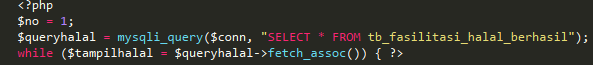 <?php
$no = 1;
$queryhalal = mysqli_query($conn, "SELECT * FROM tb_fasilitasi_halal_berhasil");
while ($tampilhalal = $queryhalal->fetch_assoc()) { ?>